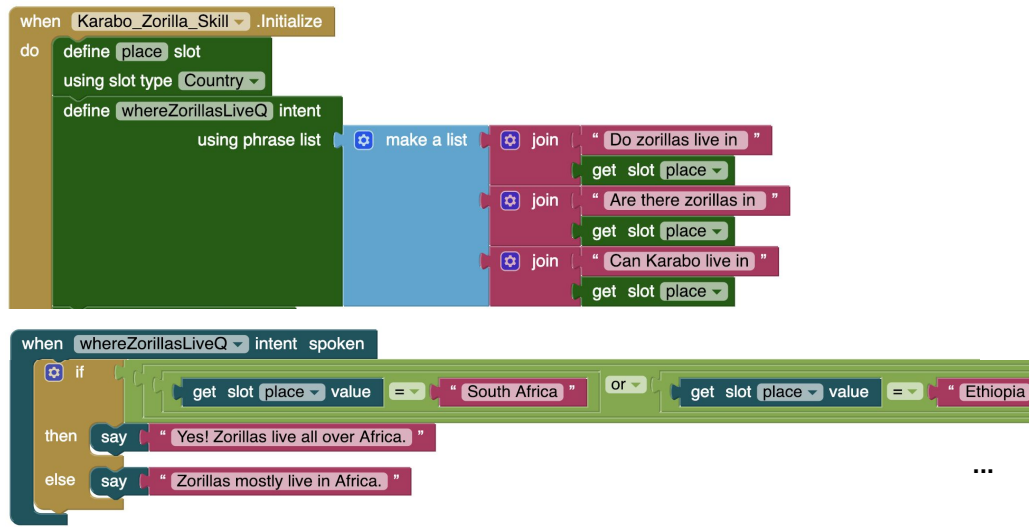 when Karabo_Zorilla_Skill .Initialize
do define place slot
using slot type Country
define whereZorillasLiveQ intent
using phrase list make a list join “ Do zorillas live in ”
get slot place
join “ Are there zorillas in ”
get slot place
join “ Can Karabo live in ”
get slot place
when whereZorillasLiveQ intent spoken
if
get slot place value = “ South Africa ” or get slot place value = “ Ethiopia
then say “ Yes! Zorillas live all over Africa. ”
else say “ Zorillas mostly live in Africa. ”
...